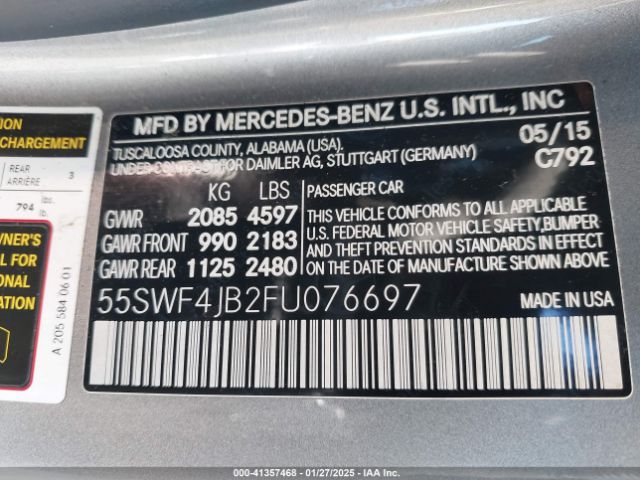 MFD BY MERCEDES-BENZ U.S. INTL., INC
TUSCALOOSA COUNTY, ALABAMA (USA).
05/15
UNDER CONTRACT FOR DAIMLER AG, STUTTGART (GERMANY)
C792
KG LBS
PASSENGER CAR
GVWR 2085 4597
GAWR FRONT 990 2183
GAWR REAR 1125 2480
THIS VEHICLE CONFORMS TO ALL APPLICABLE
U.S. FEDERAL MOTOR VEHICLE SAFETY,BUMPER
AND THEFT PREVENTION STANDARDS IN EFFECT
ON THE DATE OF MANUFACTURE SHOWN ABOVE
55SWF4JB2FU076697
MADE IN USA
CHARGEMENT
REAR
ARRIÈRE
3
794 lbs.
lb.
WNER'S
L FOR
ONAL
A 205 584 06 01
000-41357468 — 01/27/2025 — IAA Inc.